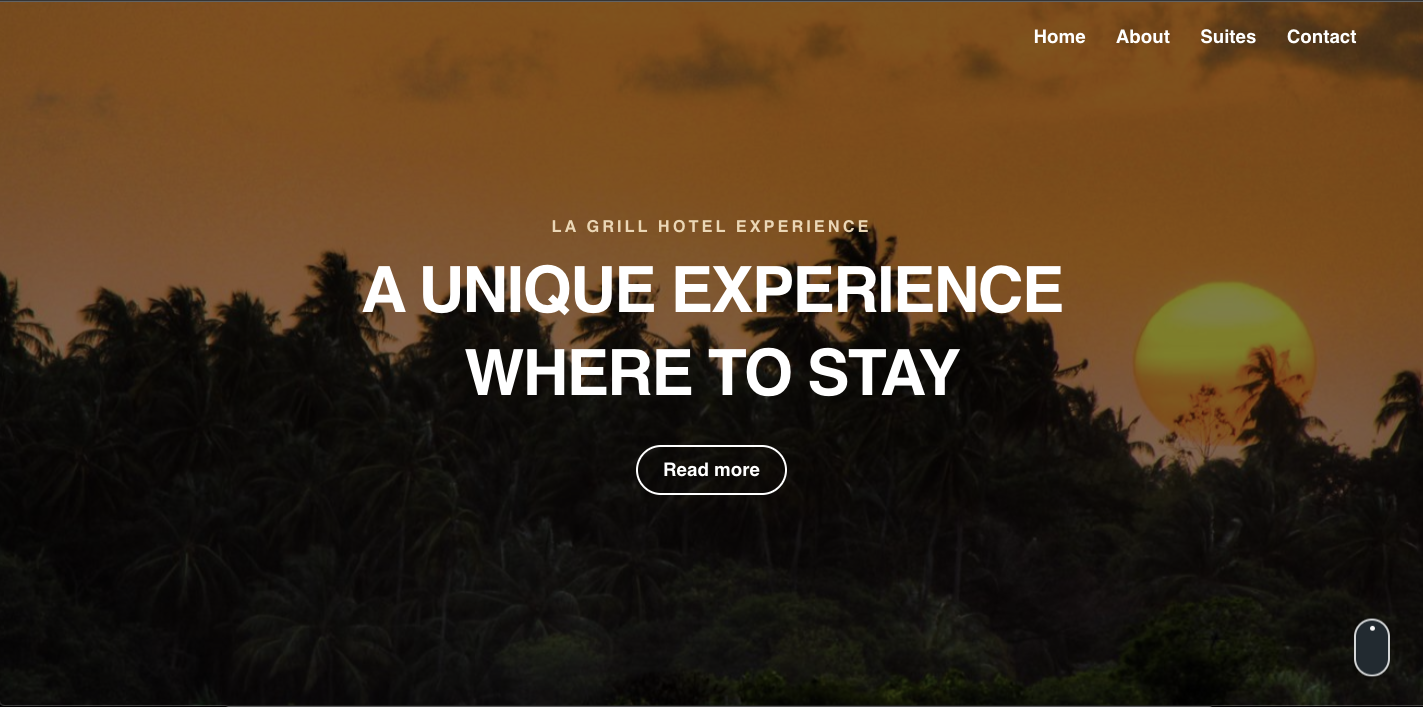 Home About Suites Contact
LA GRILL HOTEL EXPERIENCE
A UNIQUE EXPERIENCE
WHERE TO STAY
Read more